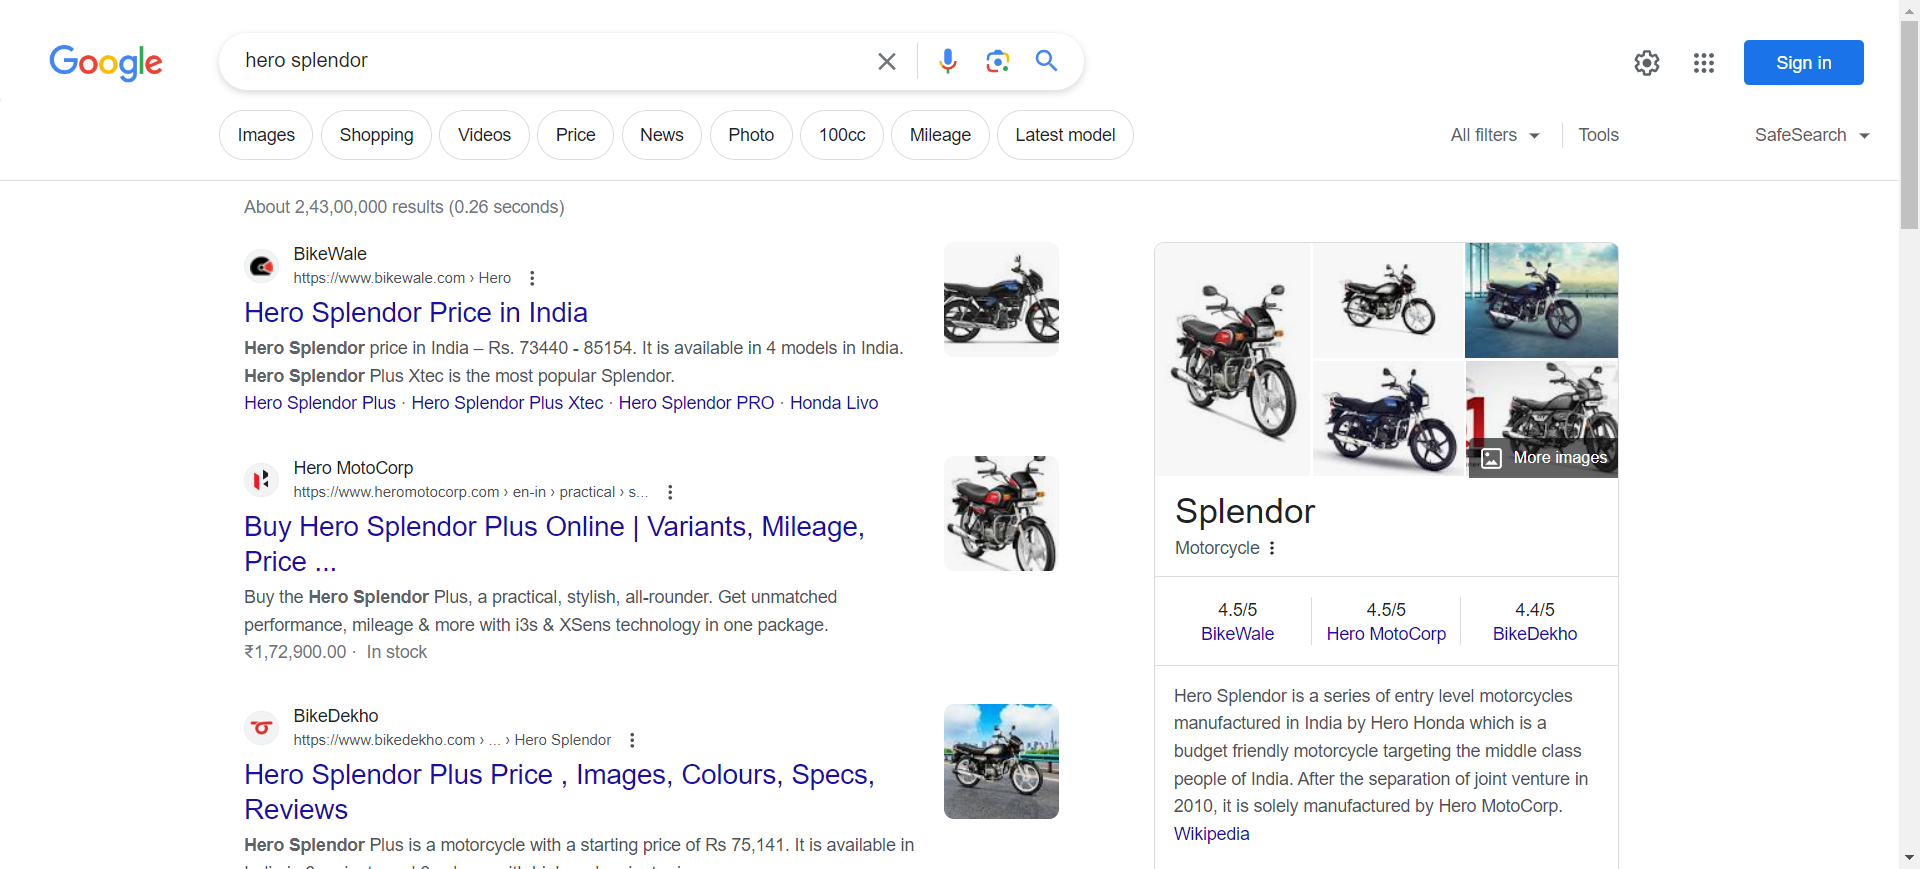 Google
hero splendor
Sign in
Images
Shopping
Videos
Price
News
Photo
100cc
Mileage
Latest model
All filters
Tools
SafeSearch
About 2,43,00,000 results (0.26 seconds)
BikeWale
https://www.bikewale.com › Hero
Hero Splendor Price in India
Hero Splendor price in India – Rs. 73440 - 85154. It is available in 4 models in India.
Hero Splendor Plus Xtec is the most popular Splendor.
Hero Splendor Plus · Hero Splendor Plus Xtec · Hero Splendor PRO · Honda Livo
Hero MotoCorp
https://www.heromotocorp.com › en-in › practical › s...
Buy Hero Splendor Plus Online | Variants, Mileage,
Price ...
Buy the Hero Splendor Plus, a practical, stylish, all-rounder. Get unmatched
performance, mileage & more with i3s & XSens technology in one package.
₹1,72,900.00 · In stock
BikeDekho
https://www.bikedekho.com › ... › Hero Splendor
Hero Splendor Plus Price , Images, Colours, Specs,
Reviews
Hero Splendor Plus is a motorcycle with a starting price of Rs 75,141. It is available in
More images
Splendor
Motorcycle
4.5/5
BikeWale
4.5/5
Hero MotoCorp
4.4/5
BikeDekho
Hero Splendor is a series of entry level motorcycles
manufactured in India by Hero Honda which is a
budget friendly motorcycle targeting the middle class
people of India. After the separation of joint venture in
2010, it is solely manufactured by Hero MotoCorp.
Wikipedia